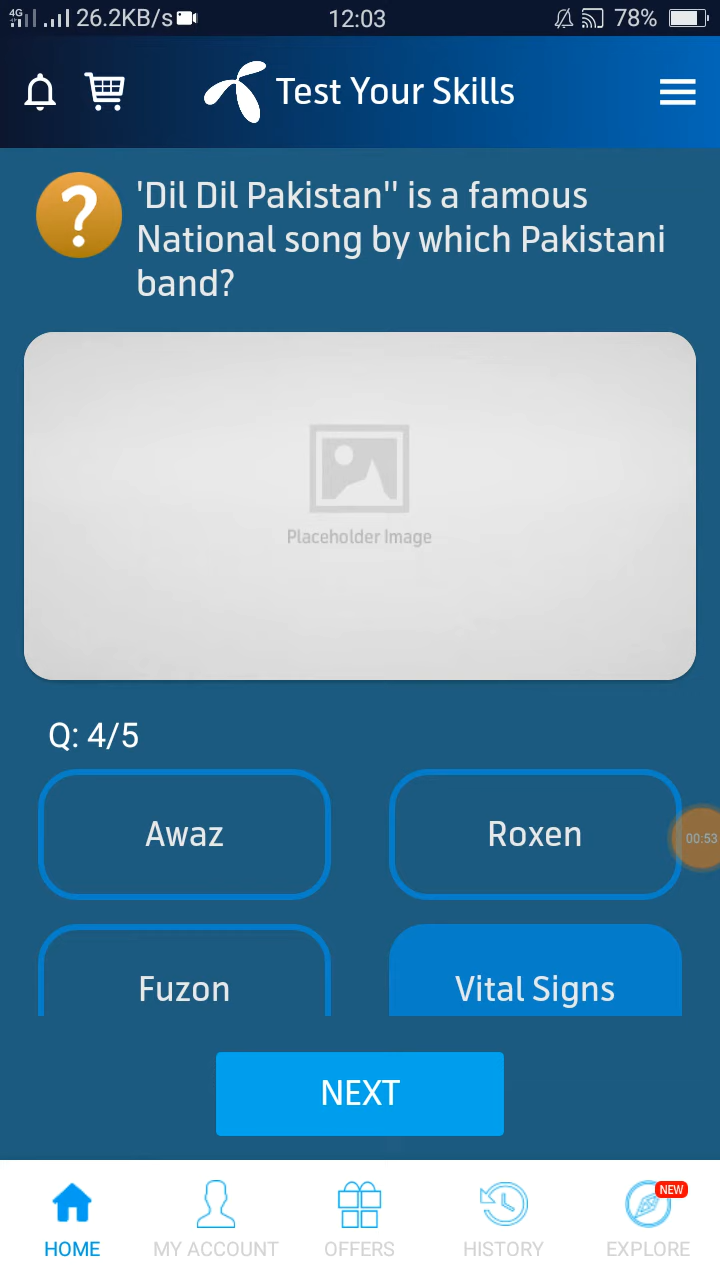 4G 26.2KB/s 12:03 78%
Test Your Skills
'Dil Dil Pakistan'' is a famous
National song by which Pakistani
band?
Placeholder Image
Q: 4/5
Awaz Roxen
00:53
Fuzon Vital Signs
NEXT
NEW
HOME MY ACCOUNT OFFERS HISTORY EXPLORE